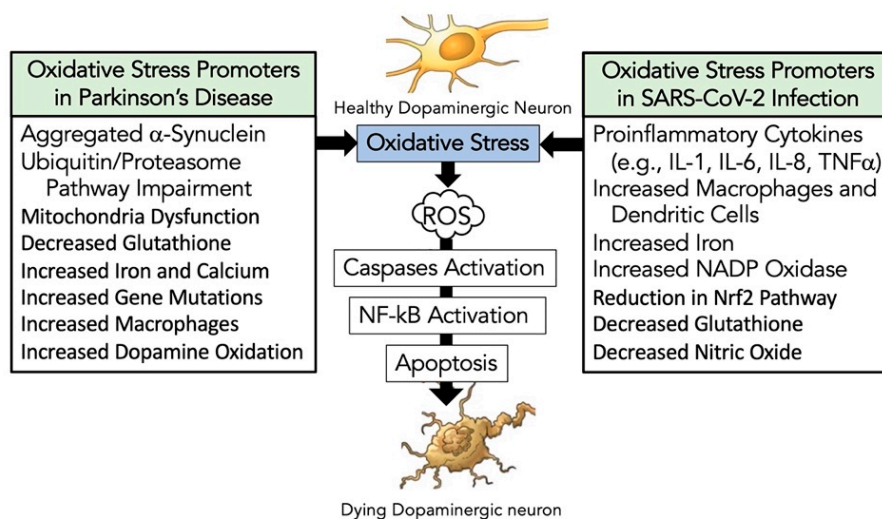 Oxidative Stress Promoters
in Parkinson's Disease
Aggregated α-Synuclein
Ubiquitin/Proteasome
Pathway Impairment
Mitochondria Dysfunction
Decreased Glutathione
Increased Iron and Calcium
Increased Gene Mutations
Increased Macrophages
Increased Dopamine Oxidation
Healthy Dopaminergic Neuron
Oxidative Stress
ROS
Caspases Activation
NF-kB Activation
Apoptosis
Dying Dopaminergic neuron
Oxidative Stress Promoters
in SARS-CoV-2 Infection
Proinflammatory Cytokines
(e.g., IL-1, IL-6, IL-8, TNFα)
Increased Macrophages and
Dendritic Cells
Increased Iron
Increased NADP Oxidase
Reduction in Nrf2 Pathway
Decreased Glutathione
Decreased Nitric Oxide